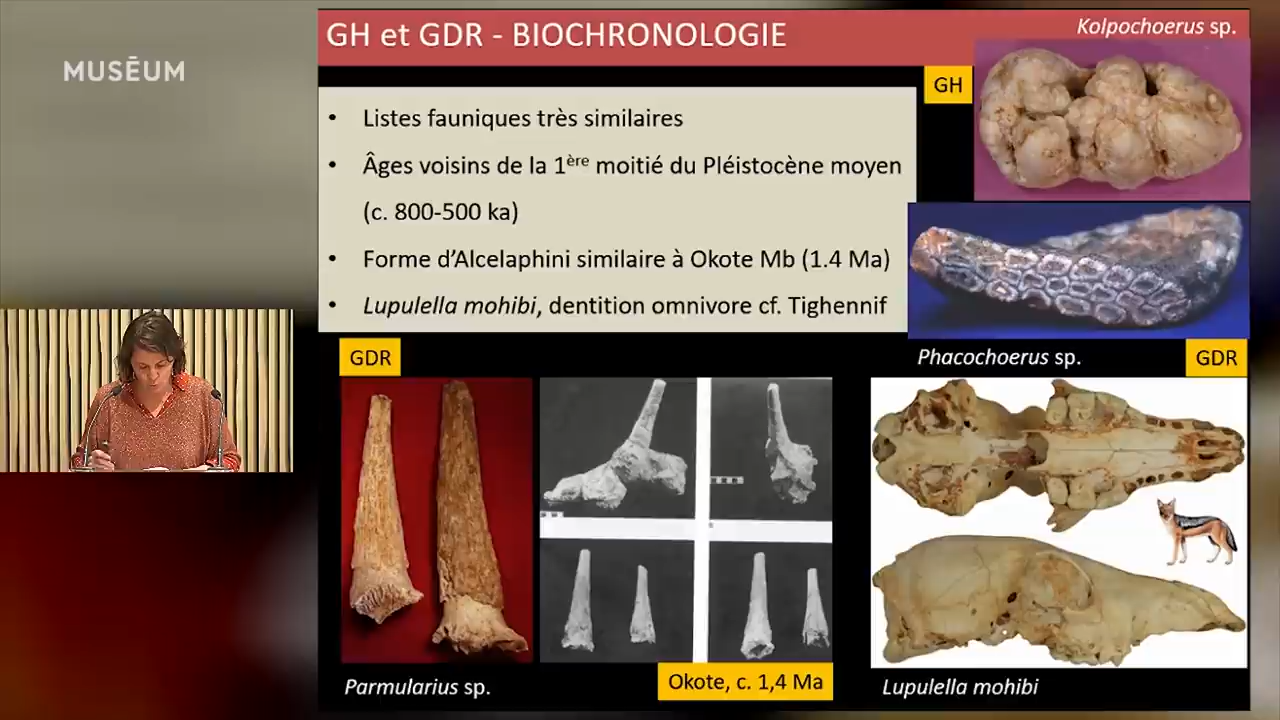 MUSĒUM
GH et GDR - BIOCHRONOLOGIE
Kolpochoerus sp.
GH
• Listes fauniques très similaires
• Âges voisins de la 1ère moitié du Pléistocène moyen
(c. 800-500 ka)
• Forme d'Alcelaphini similaire à Okote Mb (1.4 Ma)
• Lupulella mohibi, dentition omnivore cf. Tighennif
GDR
Phacochoerus sp.
GDR
Parmularius sp.
Okote, c. 1,4 Ma
Lupulella mohibi